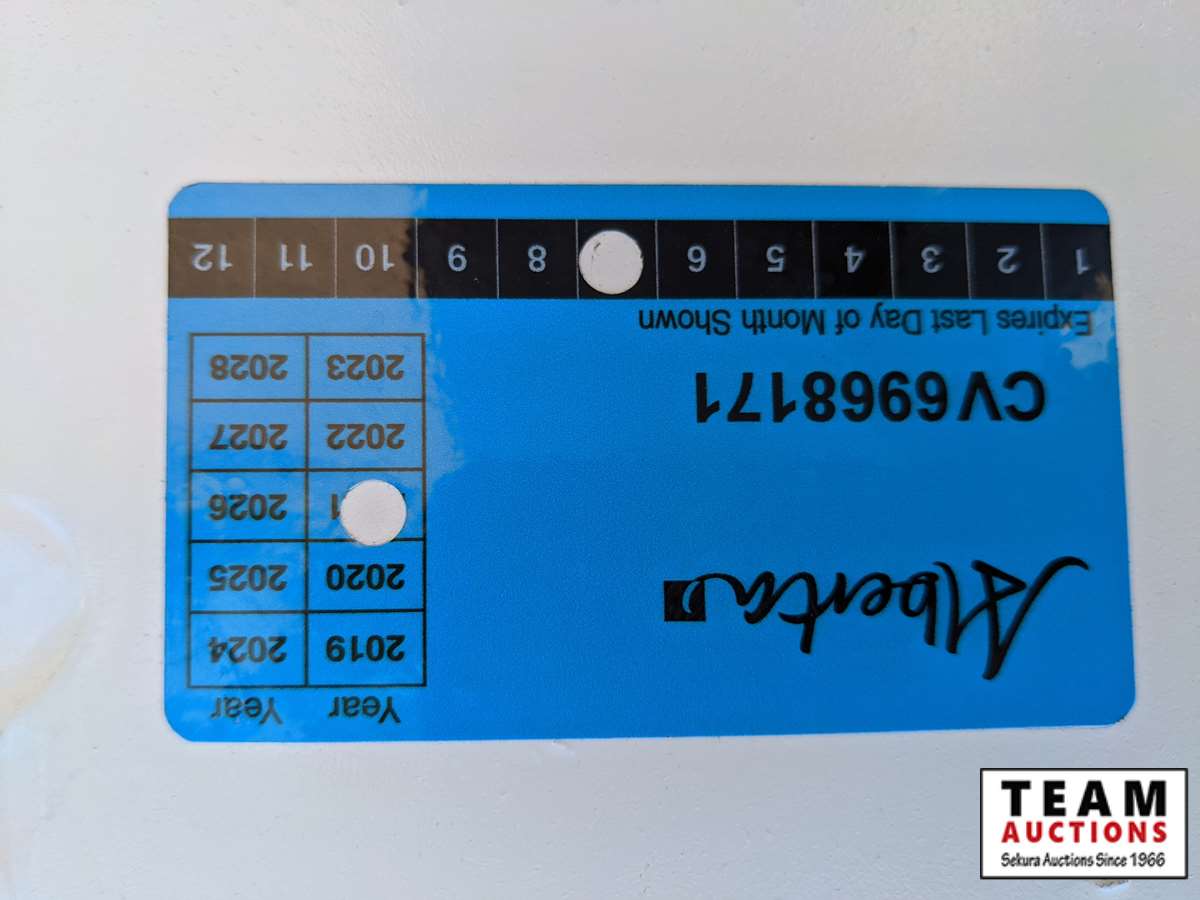 Alberta
CV6968171
Expires Last Day of Month Shown
1 2 3 4 5 6 8 9 10 11 12
Year Year
2019 2024
2020 2025
1 2026
2022 2027
2023 2028
TEAM
AUCTIONS
Sekura Auctions Since 1966